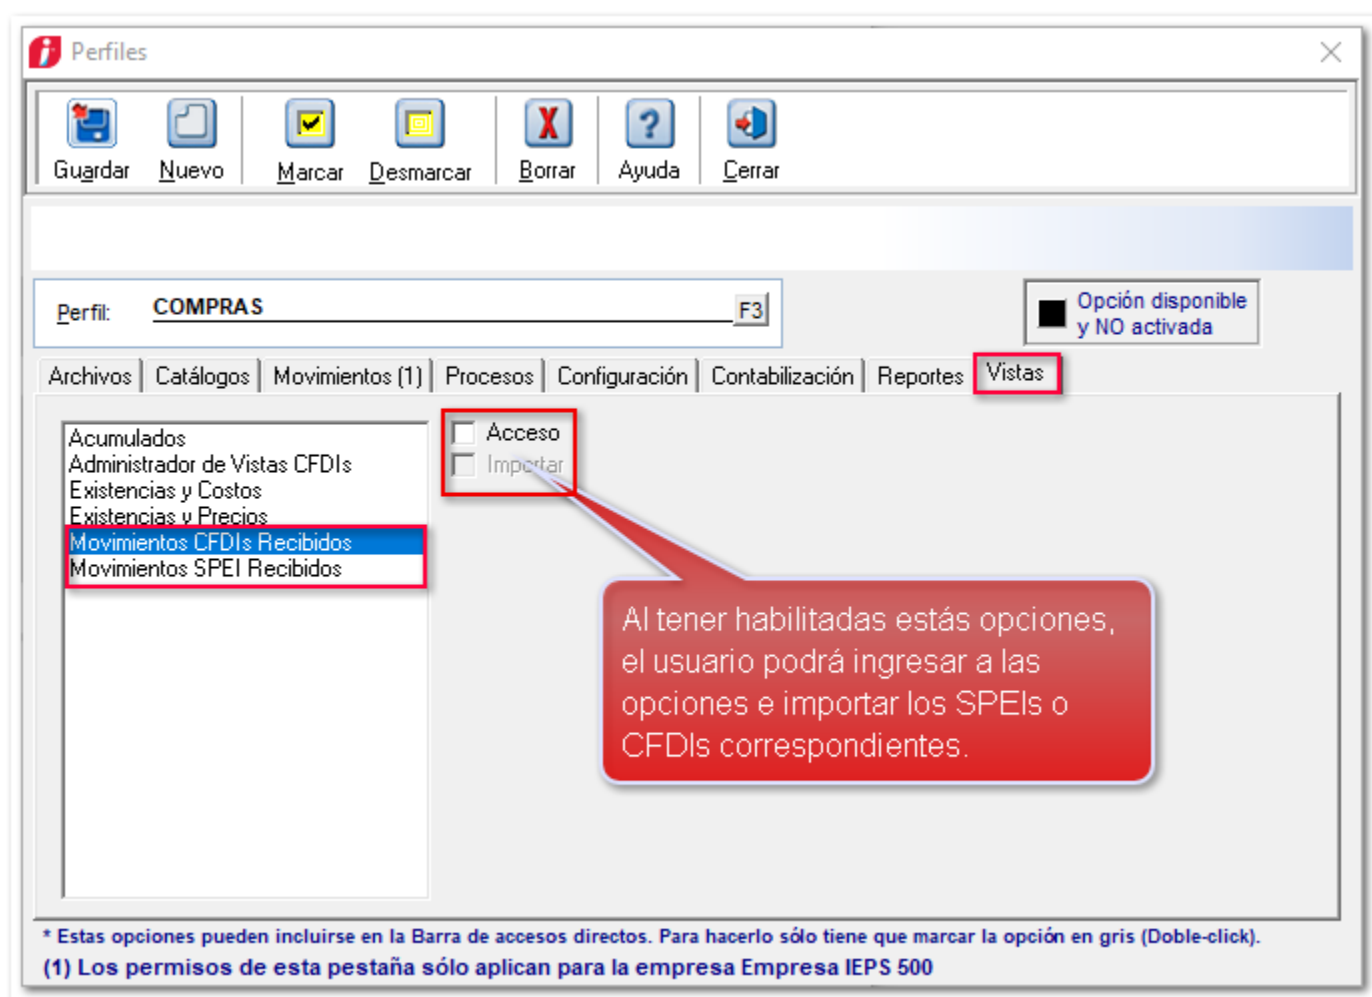 Perfiles
Guardar Nuevo Marcar Desmarcar Borrar Ayuda Cerrar
Perfil: COMPRAS F3
Opción disponible
y NO activada
Archivos Catálogos Movimientos (1) Procesos Configuración Contabilización Reportes Vistas
Acumulados
Administrador de Vistas CFDIs
Existencias y Costos
Existencias y Precios
Movimientos CFDIs Recibidos
Movimientos SPEI Recibidos
Acceso
Importar
Al tener habilitadas estás opciones,
el usuario podrá ingresar a las
opciones e importar los SPEIs o
CFDIs correspondientes.
* Estas opciones pueden incluirse en la Barra de accesos directos. Para hacerlo sólo tiene que marcar la opción en gris (Doble-click).
(1) Los permisos de esta pestaña sólo aplican para la empresa Empresa IEPS 500